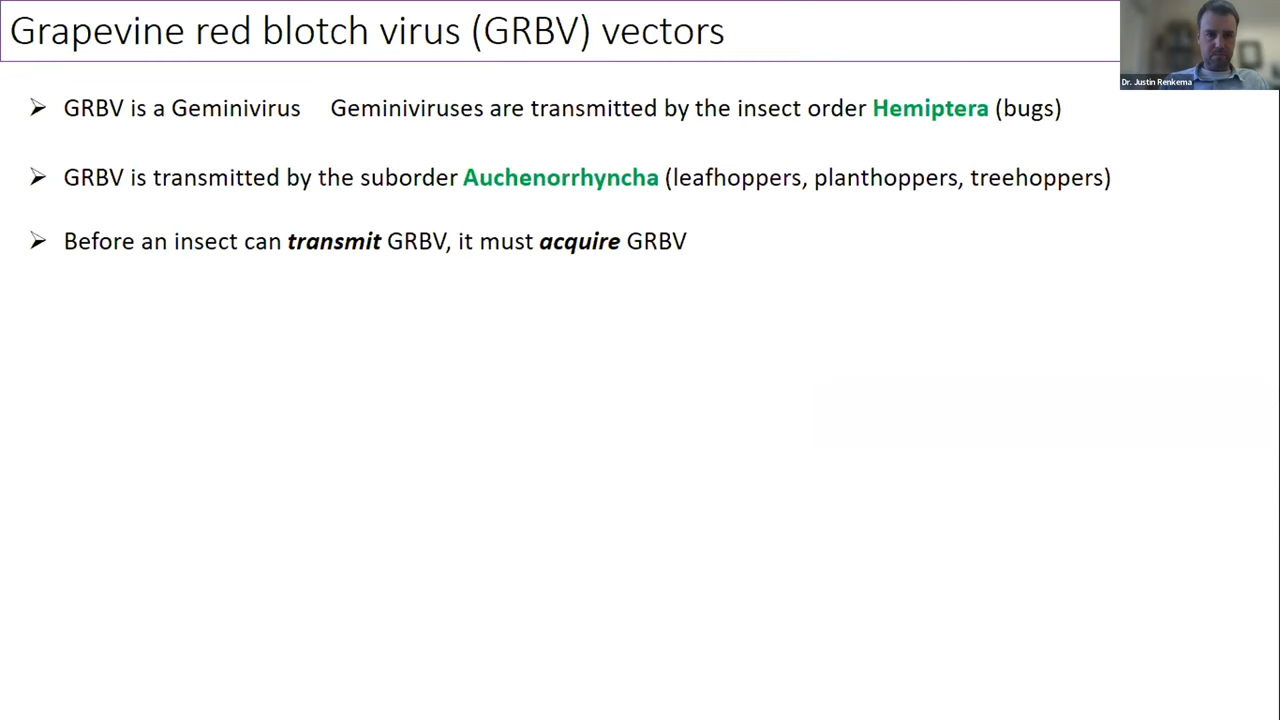 Grapevine red blotch virus (GRBV) vectors
Dr. Justin Renkema
➤ GRBV is a Geminivirus Geminiviruses are transmitted by the insect order Hemiptera (bugs)
➤ GRBV is transmitted by the suborder Auchenorrhyncha (leafhoppers, planthoppers, treehoppers)
➤ Before an insect can transmit GRBV, it must acquire GRBV